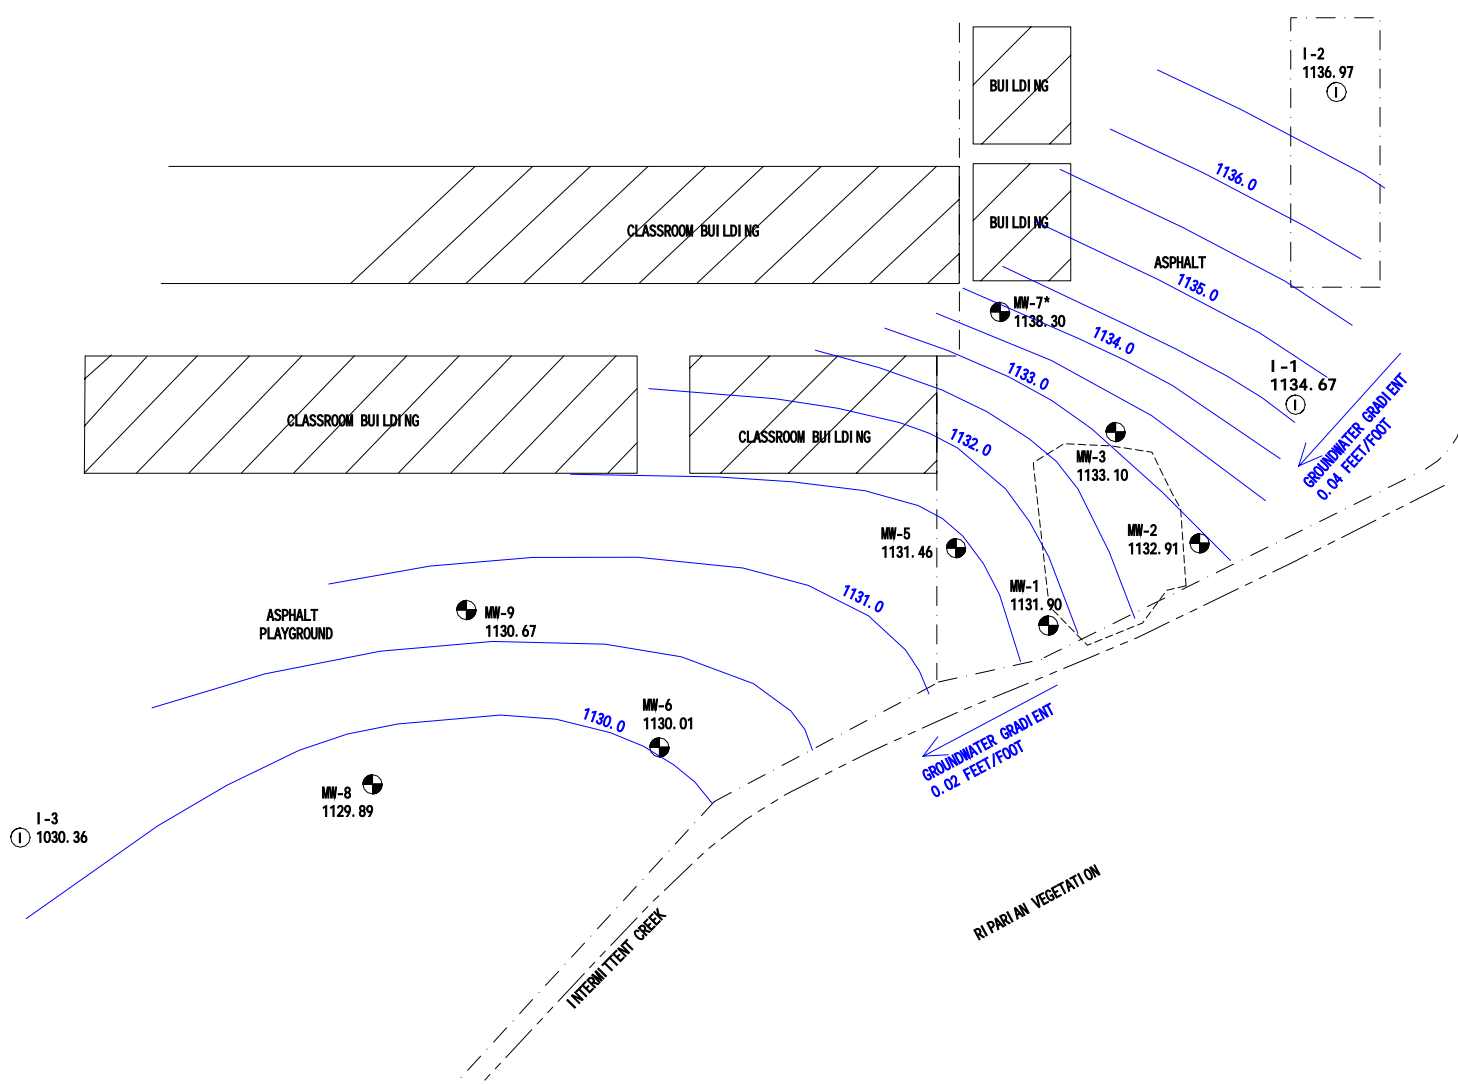 I-2
1136.97
BUILDING
1136.0
CLASSROOM BUILDING
BUILDING
ASPHALT
1135.0
MW-7*
1138.30
1134.0
1133.0
I-1
1134.67
GROUNDWATER GRADIENT
0.04 FEET/FOOT
CLASSROOM BUILDING
CLASSROOM BUILDING
1132.0
MW-3
1133.10
MW-5
1131.46
MW-2
1132.91
MW-1
1131.90
1131.0
ASPHALT
PLAYGROUND
MW-9
1130.67
MW-6
1130.01
1130.0
GROUNDWATER GRADIENT
0.02 FEET/FOOT
MW-8
1129.89
I-3
1030.36
INTERMITTENT CREEK
RIPARIAN VEGETATION